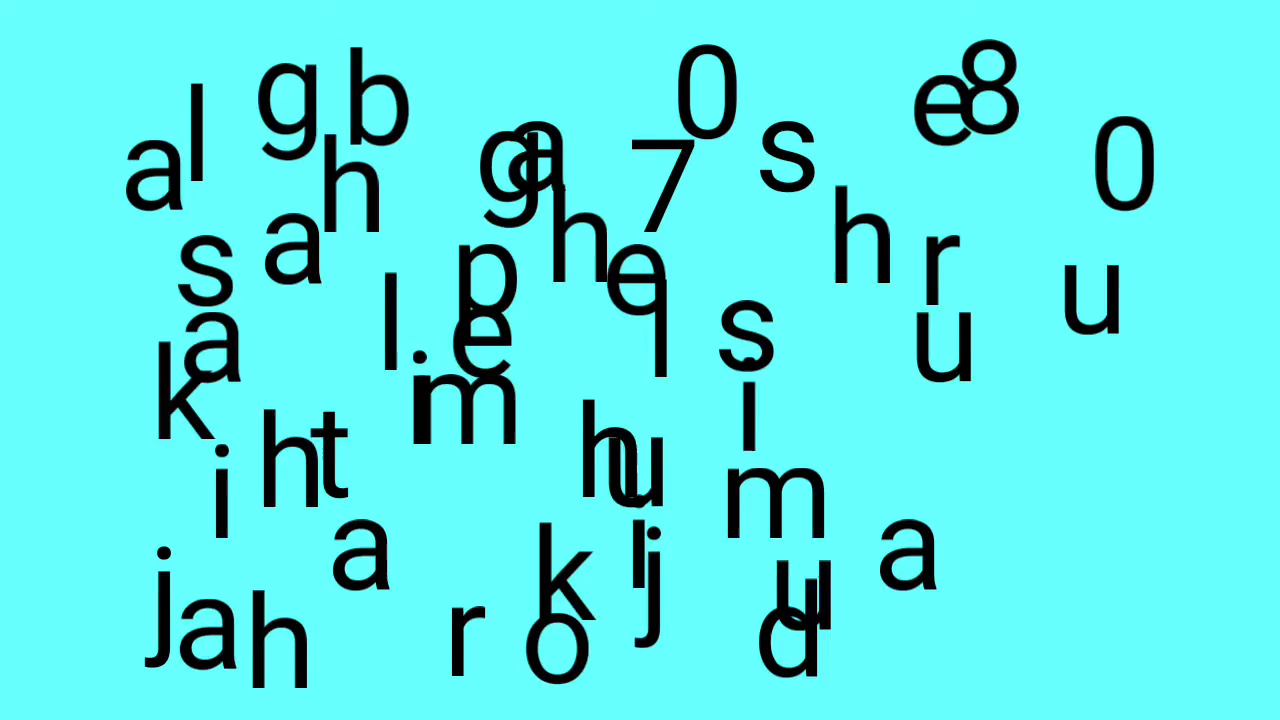 l g b 0 e 8
a h g a 7 s 0
s a p h e h r u
a l e l s u
k i m i
i h t h u m
a k i j u a
j a h r o d